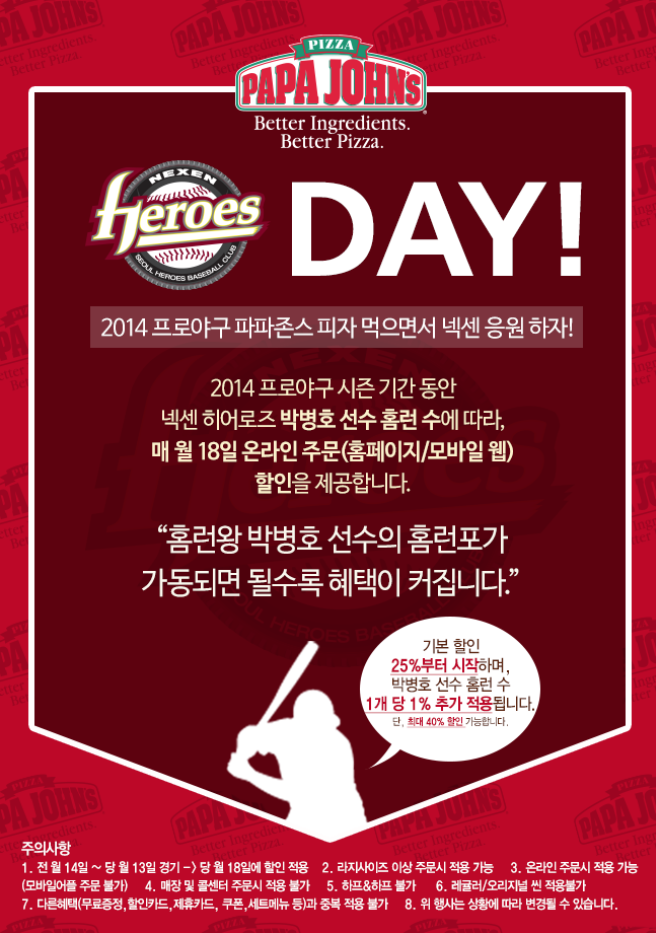 PIZZA
PAPA JOHN'S
Better Ingredients.
Better Pizza.
NEXEN
Heroes
SEOUL HEROES BASEBALL CLUB
DAY!
2014 프로야구 파파존스 피자 먹으면서 넥센 응원 하자!
2014 프로야구 시즌 기간 동안
넥센 히어로즈 박병호 선수 홈런 수에 따라,
매 월 18일 온라인 주문(홈페이지/모바일 웹)
할인을 제공합니다.
“홈런왕 박병호 선수의 홈런포가
가동되면 될수록 혜택이 커집니다.”
기본 할인
25%부터 시작하며,
박병호 선수 홈런 수
1개 당 1% 추가 적용됩니다.
단, 최대 40% 할인 가능합니다.
주의사항
1. 전 월 14일 ~ 당 월 13일 경기 -> 당 월 18일에 할인 적용 2. 라지사이즈 이상 주문시 적용 가능 3. 온라인 주문시 적용 가능
(모바일어플 주문 불가) 4. 매장 및 콜센터 주문시 적용 불가 5. 하프&하프 불가 6. 레귤러/오리지널 씬 적용불가
7. 다른혜택(무료증정,할인카드,제휴카드, 쿠폰,세트메뉴 등)과 중복 적용 불가 8. 위 행사는 상황에 따라 변경될 수 있습니다.